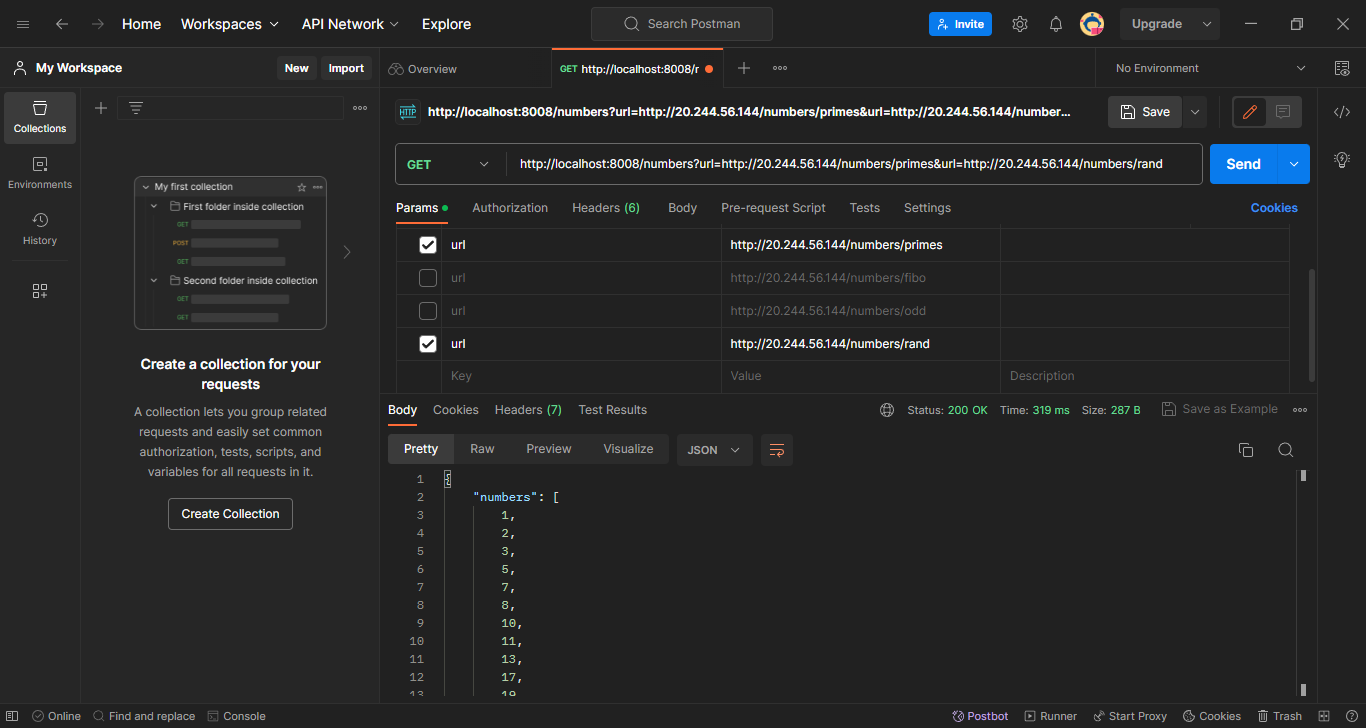 Home Workspaces API Network Explore Search Postman Invite Upgrade
My Workspace New Import
Overview GET http://localhost:8008/r No Environment
Collections
Environments
History
My first collection
First folder inside collection
GET
POST
GET
Second folder inside collection
GET
GET
Create a collection for your
requests
A collection lets you group related
requests and easily set common
authorization, tests, scripts, and
variables for all requests in it.
Create Collection
HTTP http://localhost:8008/numbers?url=http://20.244.56.144/numbers/primes&url=http://20.244.56.144/number... Save
GET http://localhost:8008/numbers?url=http://20.244.56.144/numbers/primes&url=http://20.244.56.144/numbers/rand Send
Params Authorization Headers (6) Body Pre-request Script Tests Settings Cookies
url http://20.244.56.144/numbers/primes
url http://20.244.56.144/numbers/fibo
url http://20.244.56.144/numbers/odd
url http://20.244.56.144/numbers/rand
Key Value Description
Body Cookies Headers (7) Test Results Status: 200 OK Time: 319 ms Size: 287 B Save as Example
Pretty Raw Preview Visualize JSON
1 {
2 "numbers": [
3 1,
4 2,
5 3,
6 5,
7 7,
8 8,
9 10,
10 11,
11 13,
12 17,
13 19
Online Find and replace Console Postbot Runner Start Proxy Cookies Trash